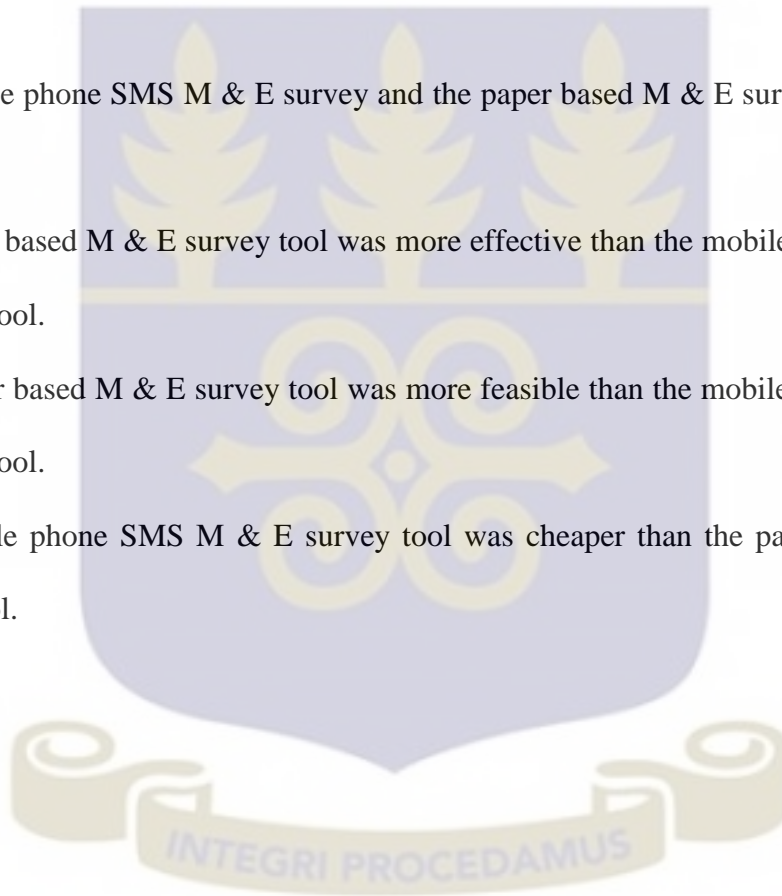 e phone SMS M & E survey and the paper based M & E sur
based M & E survey tool was more effective than the mobile
ool.
r based M & E survey tool was more feasible than the mobile
ool.
le phone SMS M & E survey tool was cheaper than the pa
l.
INTEGRI PROCEDAMUS